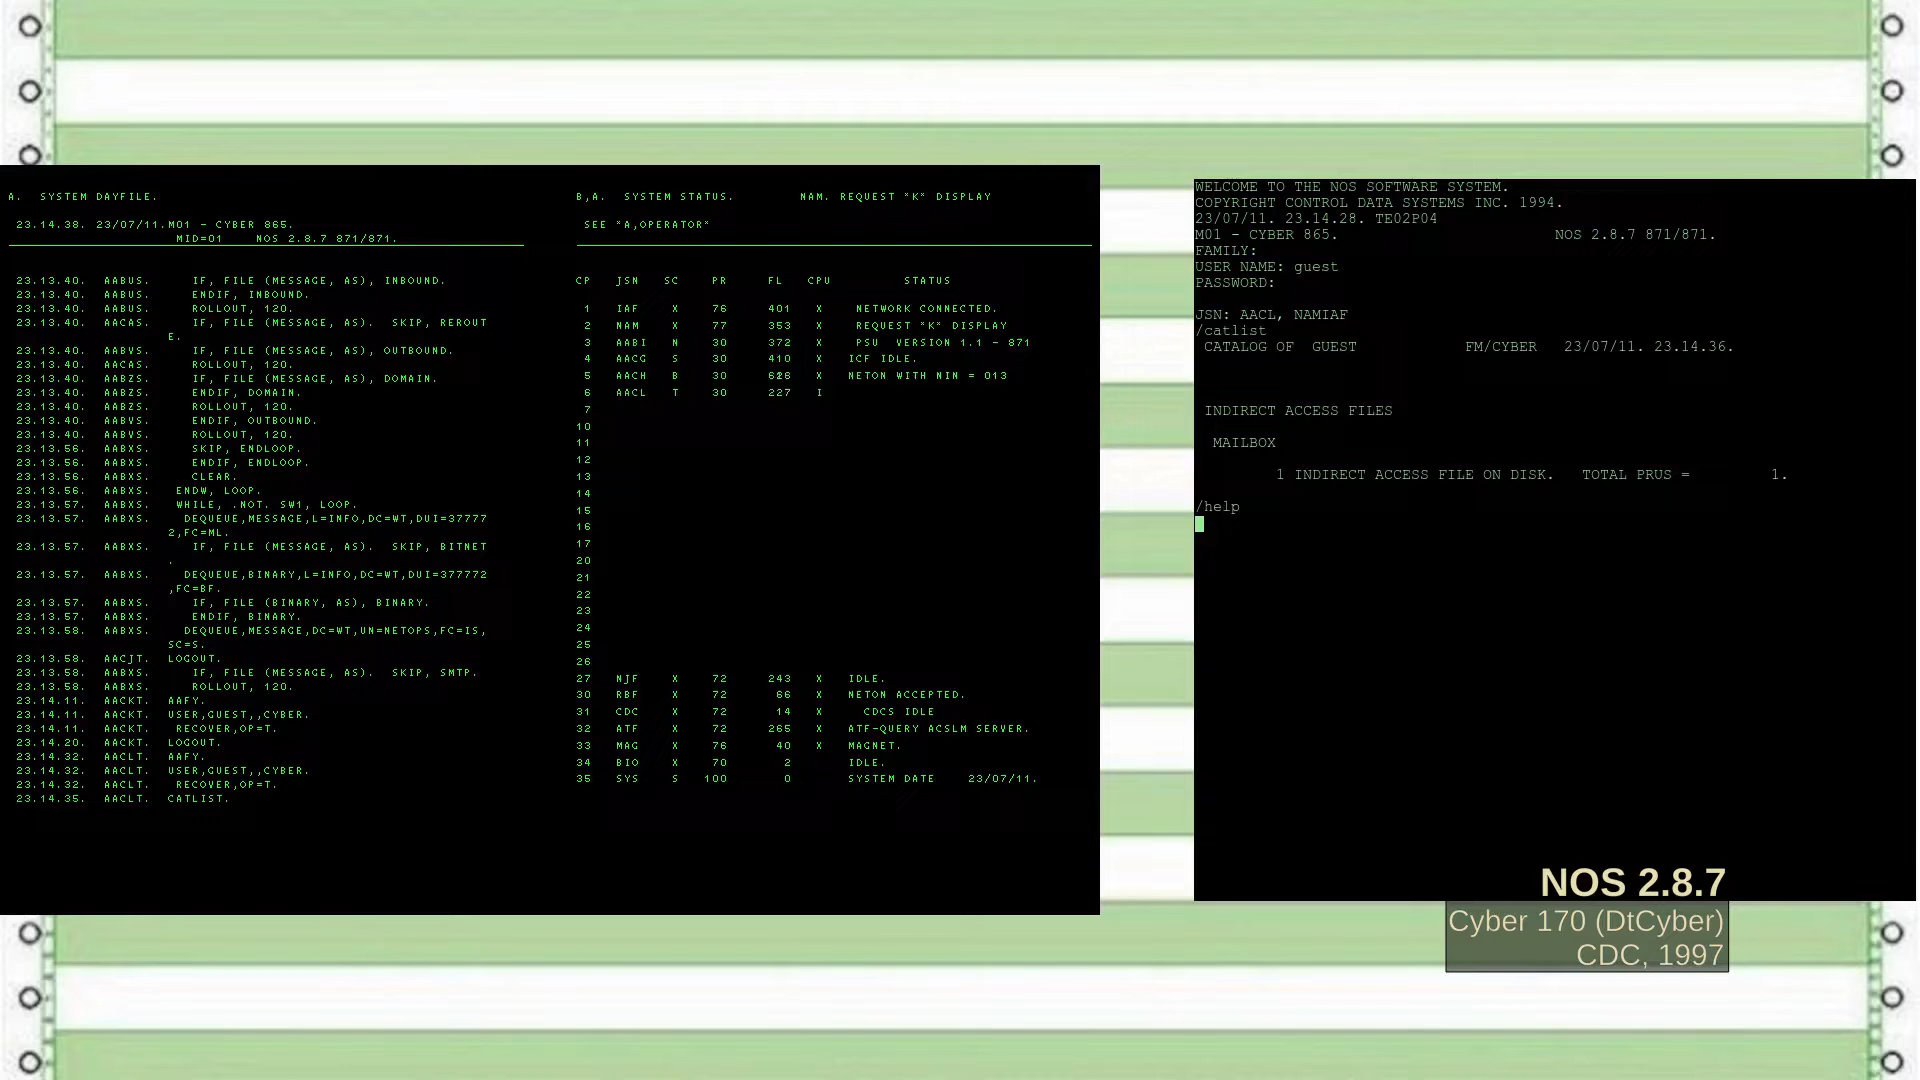 A.  SYSTEM DAYFILE.
23.14.38. 23/07/11.M01 - CYBER 865.
MID=01    NOS 2.8.7 871/871.
23.13.40.  AABUS.     IF, FILE (MESSAGE, AS), INBOUND.
23.13.40.  AABUS.     ENDIF, INBOUND.
23.13.40.  AABUS.     ROLLOUT, 120.
23.13.40.  AACAS.     IF, FILE (MESSAGE, AS).  SKIP, REROUT
E.
23.13.40.  AABVS.     IF, FILE (MESSAGE, AS), OUTBOUND.
23.13.40.  AACAS.     ROLLOUT, 120.
23.13.40.  AABZS.     IF, FILE (MESSAGE, AS), DOMAIN.
23.13.40.  AABZS.     ENDIF, DOMAIN.
23.13.40.  AABZS.     ROLLOUT, 120.
23.13.40.  AABVS.     ENDIF, OUTBOUND.
23.13.40.  AABVS.     ROLLOUT, 120.
23.13.56.  AABXS.     SKIP, ENDLOOP.
23.13.56.  AABXS.     ENDIF, ENDLOOP.
23.13.56.  AABXS.     CLEAR.
23.13.56.  AABXS.   ENDW, LOOP.
23.13.57.  AABXS.   WHILE, .NOT. SW1, LOOP.
23.13.57.  AABXS.    DEQUEUE,MESSAGE,L=INFO,DC=WT,DUI=37777
2,FC=ML.
23.13.57.  AABXS.     IF, FILE (MESSAGE, AS).  SKIP, BITNET
.
23.13.57.  AABXS.    DEQUEUE,BINARY,L=INFO,DC=WT,DUI=377772
,FC=BF.
23.13.57.  AABXS.     IF, FILE (BINARY, AS), BINARY.
23.13.57.  AABXS.     ENDIF, BINARY.
23.13.58.  AABXS.    DEQUEUE,MESSAGE,DC=WT,UN=NETOPS,FC=IS,
SC=S.
23.13.58.  AACJT.  LOGOUT.
23.13.58.  AABXS.     IF, FILE (MESSAGE, AS).  SKIP, SMTP.
23.13.58.  AABXS.     ROLLOUT, 120.
23.14.11.  AACKT.  AAFY.
23.14.11.  AACKT.  USER,GUEST,,CYBER.
23.14.11.  AACKT.   RECOVER,OP=T.
23.14.20.  AACKT.  LOGOUT.
23.14.32.  AACLT.  AAFY.
23.14.32.  AACLT.  USER,GUEST,,CYBER.
23.14.32.  AACLT.   RECOVER,OP=T.
23.14.35.  AACLT.  CATLIST.
B,A.  SYSTEM STATUS.        NAM. REQUEST *K* DISPLAY
SEE *A,OPERATOR*
CP   JSN   SC    PR     FL   CPU         STATUS
1   IAF    X    76    401   X    NETWORK CONNECTED.
2   NAM    X    77    353   X    REQUEST *K* DISPLAY
3   AABI   N    30    372   X    PSU  VERSION 1.1 - 871
4   AACG   S    30    410   X   ICF IDLE.
5   AACH   B    30    626   X   NETON WITH NIN = 013
6   AACL   T    30    227   I
7
10
11
12
13
14
15
16
17
20
21
22
23
24
25
26
27   NJF    X    72    243   X   IDLE.
30   RBF    X    72     66   X   NETON ACCEPTED.
31   CDC    X    72     14   X     CDCS IDLE
32   ATF    X    72    265   X   ATF-QUERY ACSLM SERVER.
33   MAG    X    76     40   X   MAGNET.
34   BIO    X    70      2       IDLE.
35   SYS    S   100      0       SYSTEM DATE    23/07/11.
WELCOME TO THE NOS SOFTWARE SYSTEM.
COPYRIGHT CONTROL DATA SYSTEMS INC. 1994.
23/07/11. 23.14.28. TE02P04
M01 - CYBER 865.                        NOS 2.8.7 871/871.
FAMILY:
USER NAME: guest
PASSWORD:
JSN: AACL, NAMIAF
/catlist
CATALOG OF  GUEST            FM/CYBER   23/07/11. 23.14.36.
INDIRECT ACCESS FILES
MAILBOX
1 INDIRECT ACCESS FILE ON DISK.   TOTAL PRUS =         1.
/help
NOS 2.8.7
Cyber 170 (DtCyber)
CDC, 1997